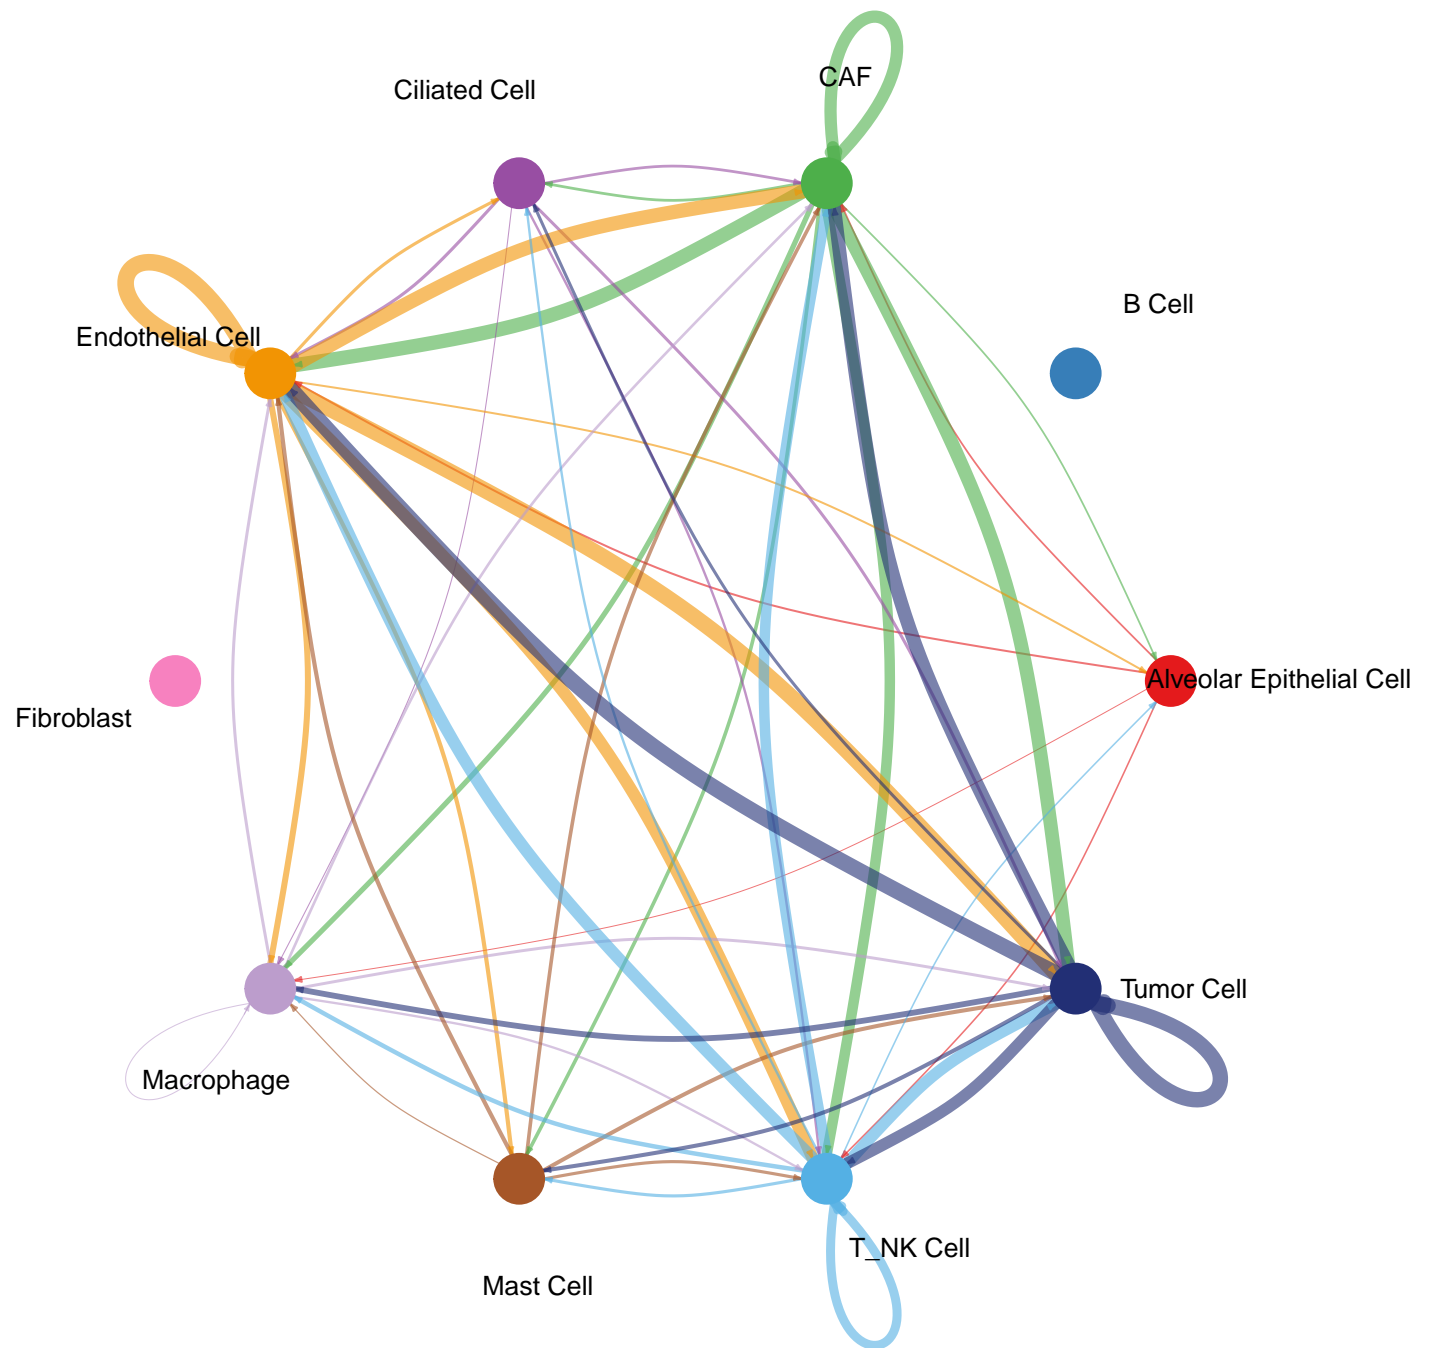 CAF
Ciliated Cell
B Cell
Endothelial Cell
Alveolar Epithelial Cell
Fibroblast
Tumor Cell
Macrophage
T_NK Cell
Mast Cell